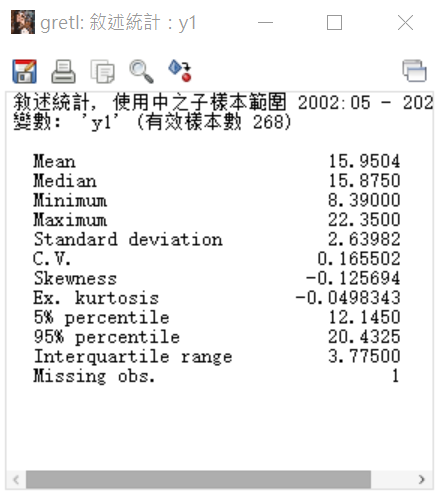 gretl: 敘述統計 : y1
敘述統計, 使用中之子樣本範圍 2002:05 - 202
變數: 'y1' (有效樣本數 268)
Mean 15.9504
Median 15.8750
Minimum 8.39000
Maximum 22.3500
Standard deviation 2.63982
C.V. 0.165502
Skewness -0.125694
Ex. kurtosis -0.0498343
5% percentile 12.1450
95% percentile 20.4325
Interquartile range 3.77500
Missing obs. 1